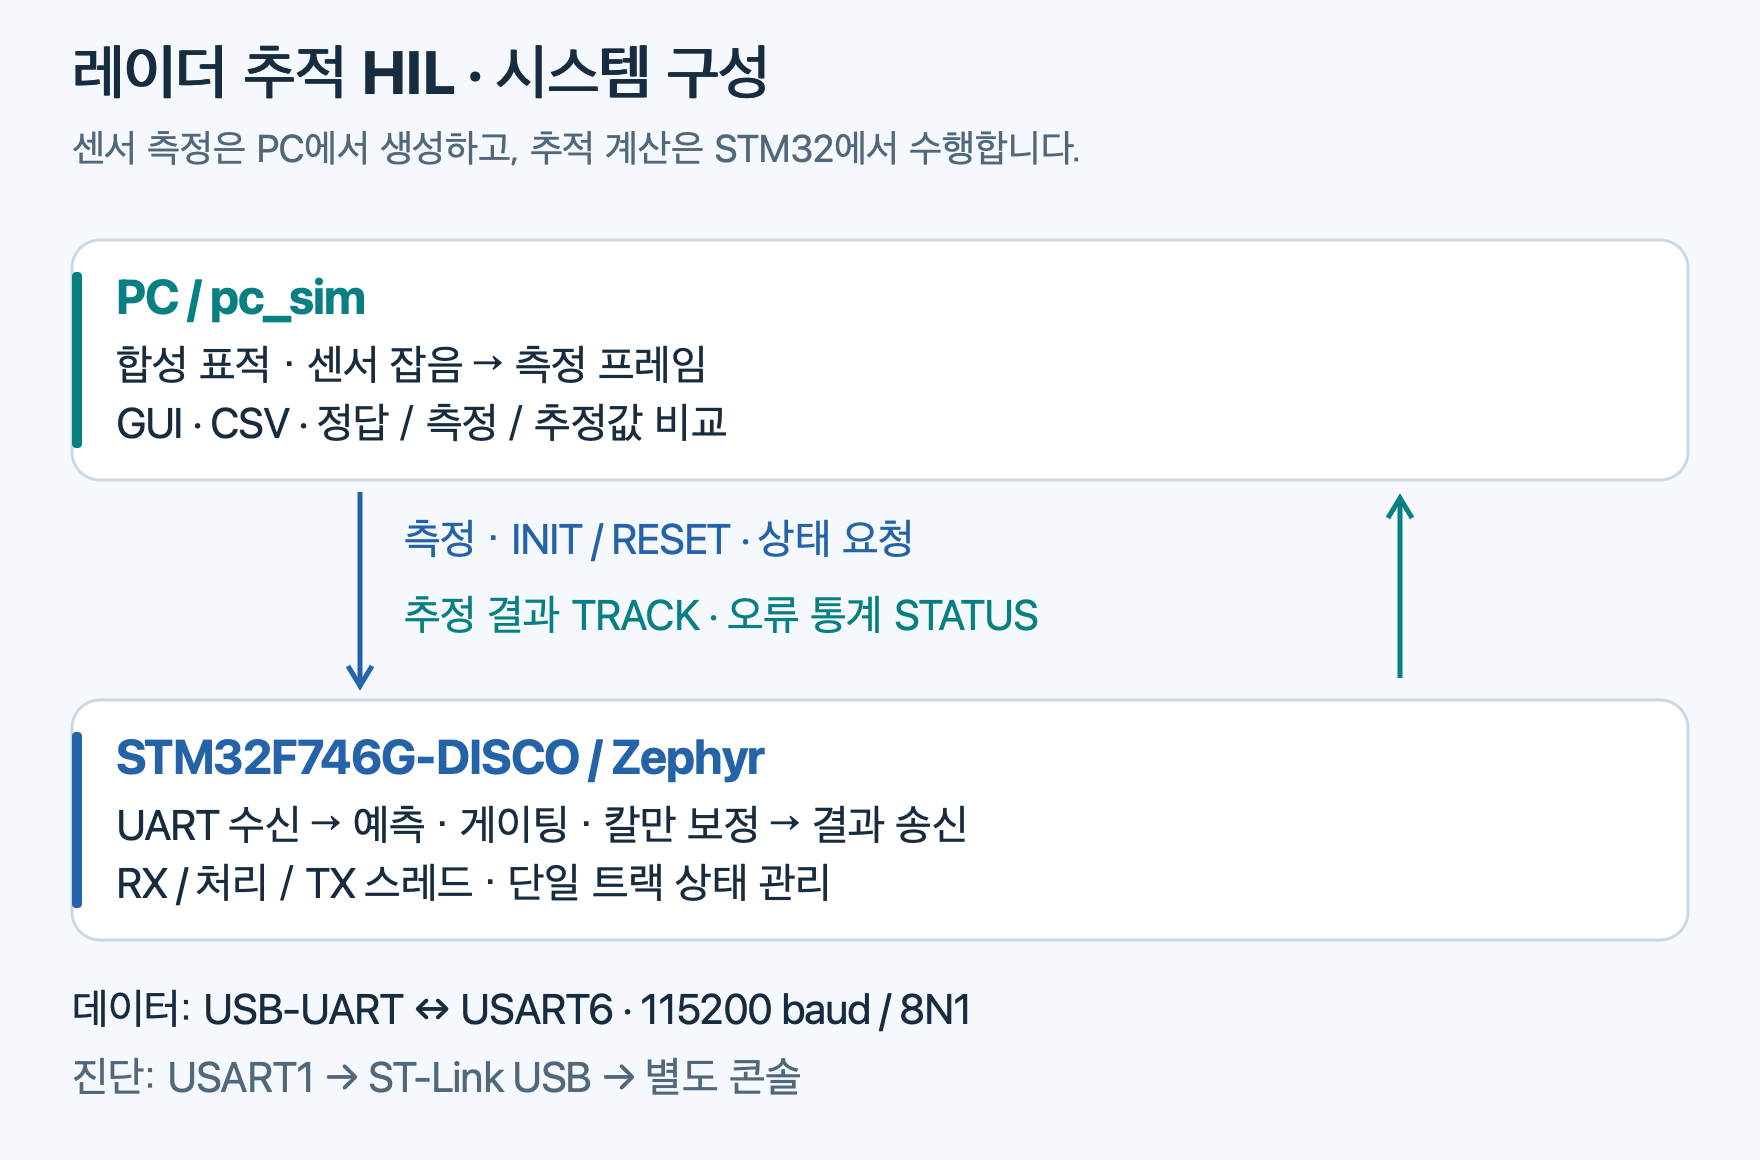 레이더 추적 HIL · 시스템 구성
센서 측정은 PC에서 생성하고, 추적 계산은 STM32에서 수행합니다.
PC / pc_sim
합성 표적 · 센서 잡음 → 측정 프레임
GUI · CSV · 정답 / 측정 / 추정값 비교
측정 · INIT / RESET · 상태 요청
추정 결과 TRACK · 오류 통계 STATUS
STM32F746G-DISCO / Zephyr
UART 수신 → 예측 · 게이팅 · 칼만 보정 → 결과 송신
RX / 처리 / TX 스레드 · 단일 트랙 상태 관리
데이터: USB-UART ↔ USART6 · 115200 baud / 8N1
진단: USART1 → ST-Link USB → 별도 콘솔